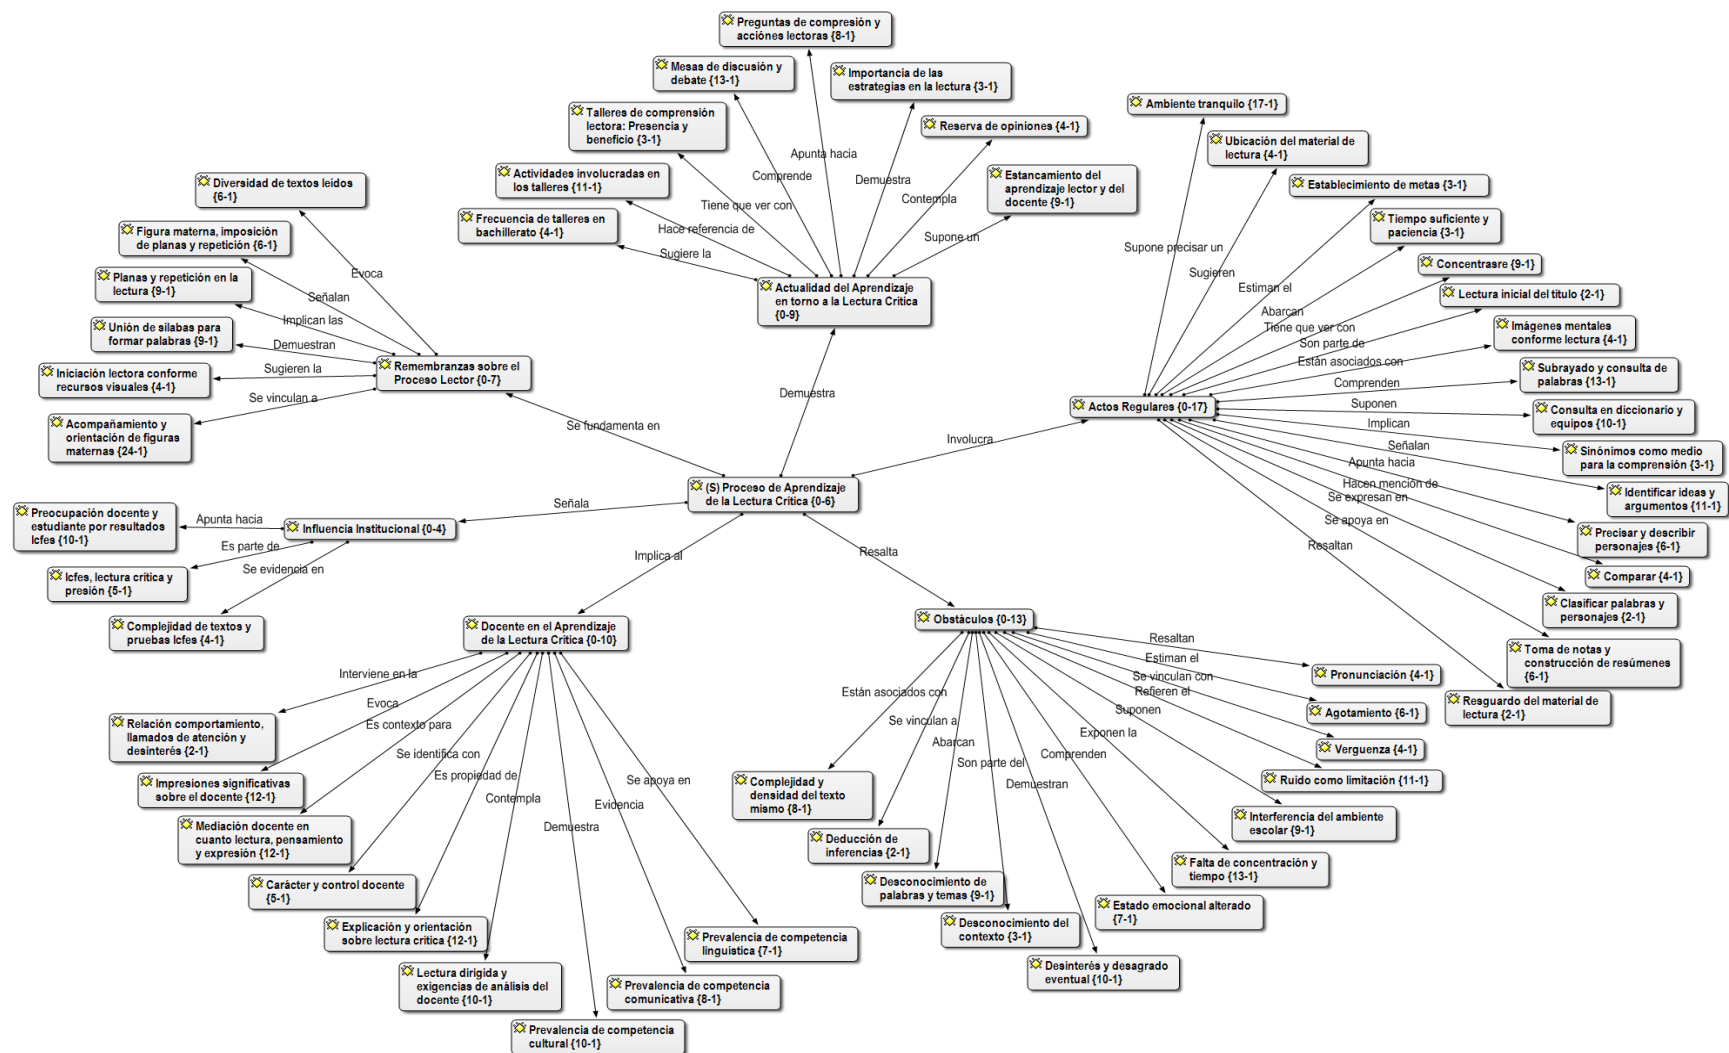 Preguntas de compresión y
acciónes lectoras {8-1}
Mesas de discusión y
debate {13-1}
Importancia de las
estrategias en la lectura {3-1}
Talleres de comprensión
lectora: Presencia y
beneficio {3-1}
Reserva de opiniones {4-1}
Actividades involucradas en
los talleres {11-1}
Estancamiento del
aprendizaje lector y del
docente {9-1}
Frecuencia de talleres en
bachillerato {4-1}
Apunta hacia
Comprende
Demuestra
Tiene que ver con
Contempla
Hace referencia de
Supone un
Sugiere la
Actualidad del Aprendizaje
en torno a la Lectura Crítica
{0-9}
Diversidad de textos leídos
{6-1}
Figura materna, imposición
de planas y repetición {6-1}
Planas y repetición en la
lectura {9-1}
Unión de silabas para
formar palabras {9-1}
Iniciación lectora conforme
recursos visuales {4-1}
Acompañamiento y
orientación de figuras
maternas {24-1}
Evoca
Señalan
Implican las
Demuestran
Sugieren la
Se vinculan a
Remembranzas sobre el
Proceso Lector {0-7}
Ambiente tranquilo {17-1}
Ubicación del material de
lectura {4-1}
Establecimiento de metas {3-1}
Tiempo suficiente y
paciencia {3-1}
Concentrasre {9-1}
Lectura inicial del título {2-1}
Imágenes mentales
conforme lectura {4-1}
Subrayado y consulta de
palabras {13-1}
Consulta en diccionario y
equipos {10-1}
Sinónimos como medio
para la comprensión {3-1}
Identificar ideas y
argumentos {11-1}
Precisar y describir
personajes {6-1}
Comparar {4-1}
Clasificar palabras y
personajes {2-1}
Toma de notas y
construcción de resúmenes
{6-1}
Resguardo del material de
lectura {2-1}
Supone precisar un
Sugieren
Estiman el
Abarcan
Tiene que ver con
Son parte de
Están asociados con
Comprenden
Suponen
Implican
Señalan
Apunta hacia
Hacen mención de
Se expresan en
Se apoya en
Resaltan
Actos Regulares {0-17}
Se fundamenta en
Demuestra
Involucra
Señala
Implica al
Resalta
(S) Proceso de Aprendizaje
de la Lectura Crítica {0-6}
Preocupación docente y
estudiante por resultados
Icfes {10-1}
Icfes, lectura crítica y
presión {5-1}
Complejidad de textos y
pruebas Icfes {4-1}
Apunta hacia
Es parte de
Se evidencia en
Influencia Institucional {0-4}
Docente en el Aprendizaje
de la Lectura Crítica {0-10}
Interviene en la
Evoca
Es contexto para
Se identifica con
Es propiedad de
Contempla
Demuestra
Evidencia
Se apoya en
Relación comportamiento,
llamados de atención y
desinterés {2-1}
Impresiones significativas
sobre el docente {12-1}
Mediación docente en
cuanto lectura, pensamiento
y expresión {12-1}
Carácter y control docente
{5-1}
Explicación y orientación
sobre lectura crítica {12-1}
Lectura dirigida y
exigencias de análisis del
docente {10-1}
Prevalencia de competencia
cultural {10-1}
Prevalencia de competencia
comunicativa {8-1}
Prevalencia de competencia
linguística {7-1}
Obstáculos {0-13}
Resaltan
Estiman el
Se vinculan con
Refieren el
Suponen
Exponen la
Comprenden
Demuestran
Son parte del
Abarcan
Se vinculan a
Están asociados con
Pronunciación {4-1}
Agotamiento {6-1}
Verguenza {4-1}
Ruido como limitación {11-1}
Interferencia del ambiente
escolar {9-1}
Falta de concentración y
tiempo {13-1}
Estado emocional alterado
{7-1}
Desinterés y desagrado
eventual {10-1}
Desconocimiento del
contexto {3-1}
Desconocimiento de
palabras y temas {9-1}
Deducción de
inferencias {2-1}
Complejidad y
densidad del texto
mismo {8-1}